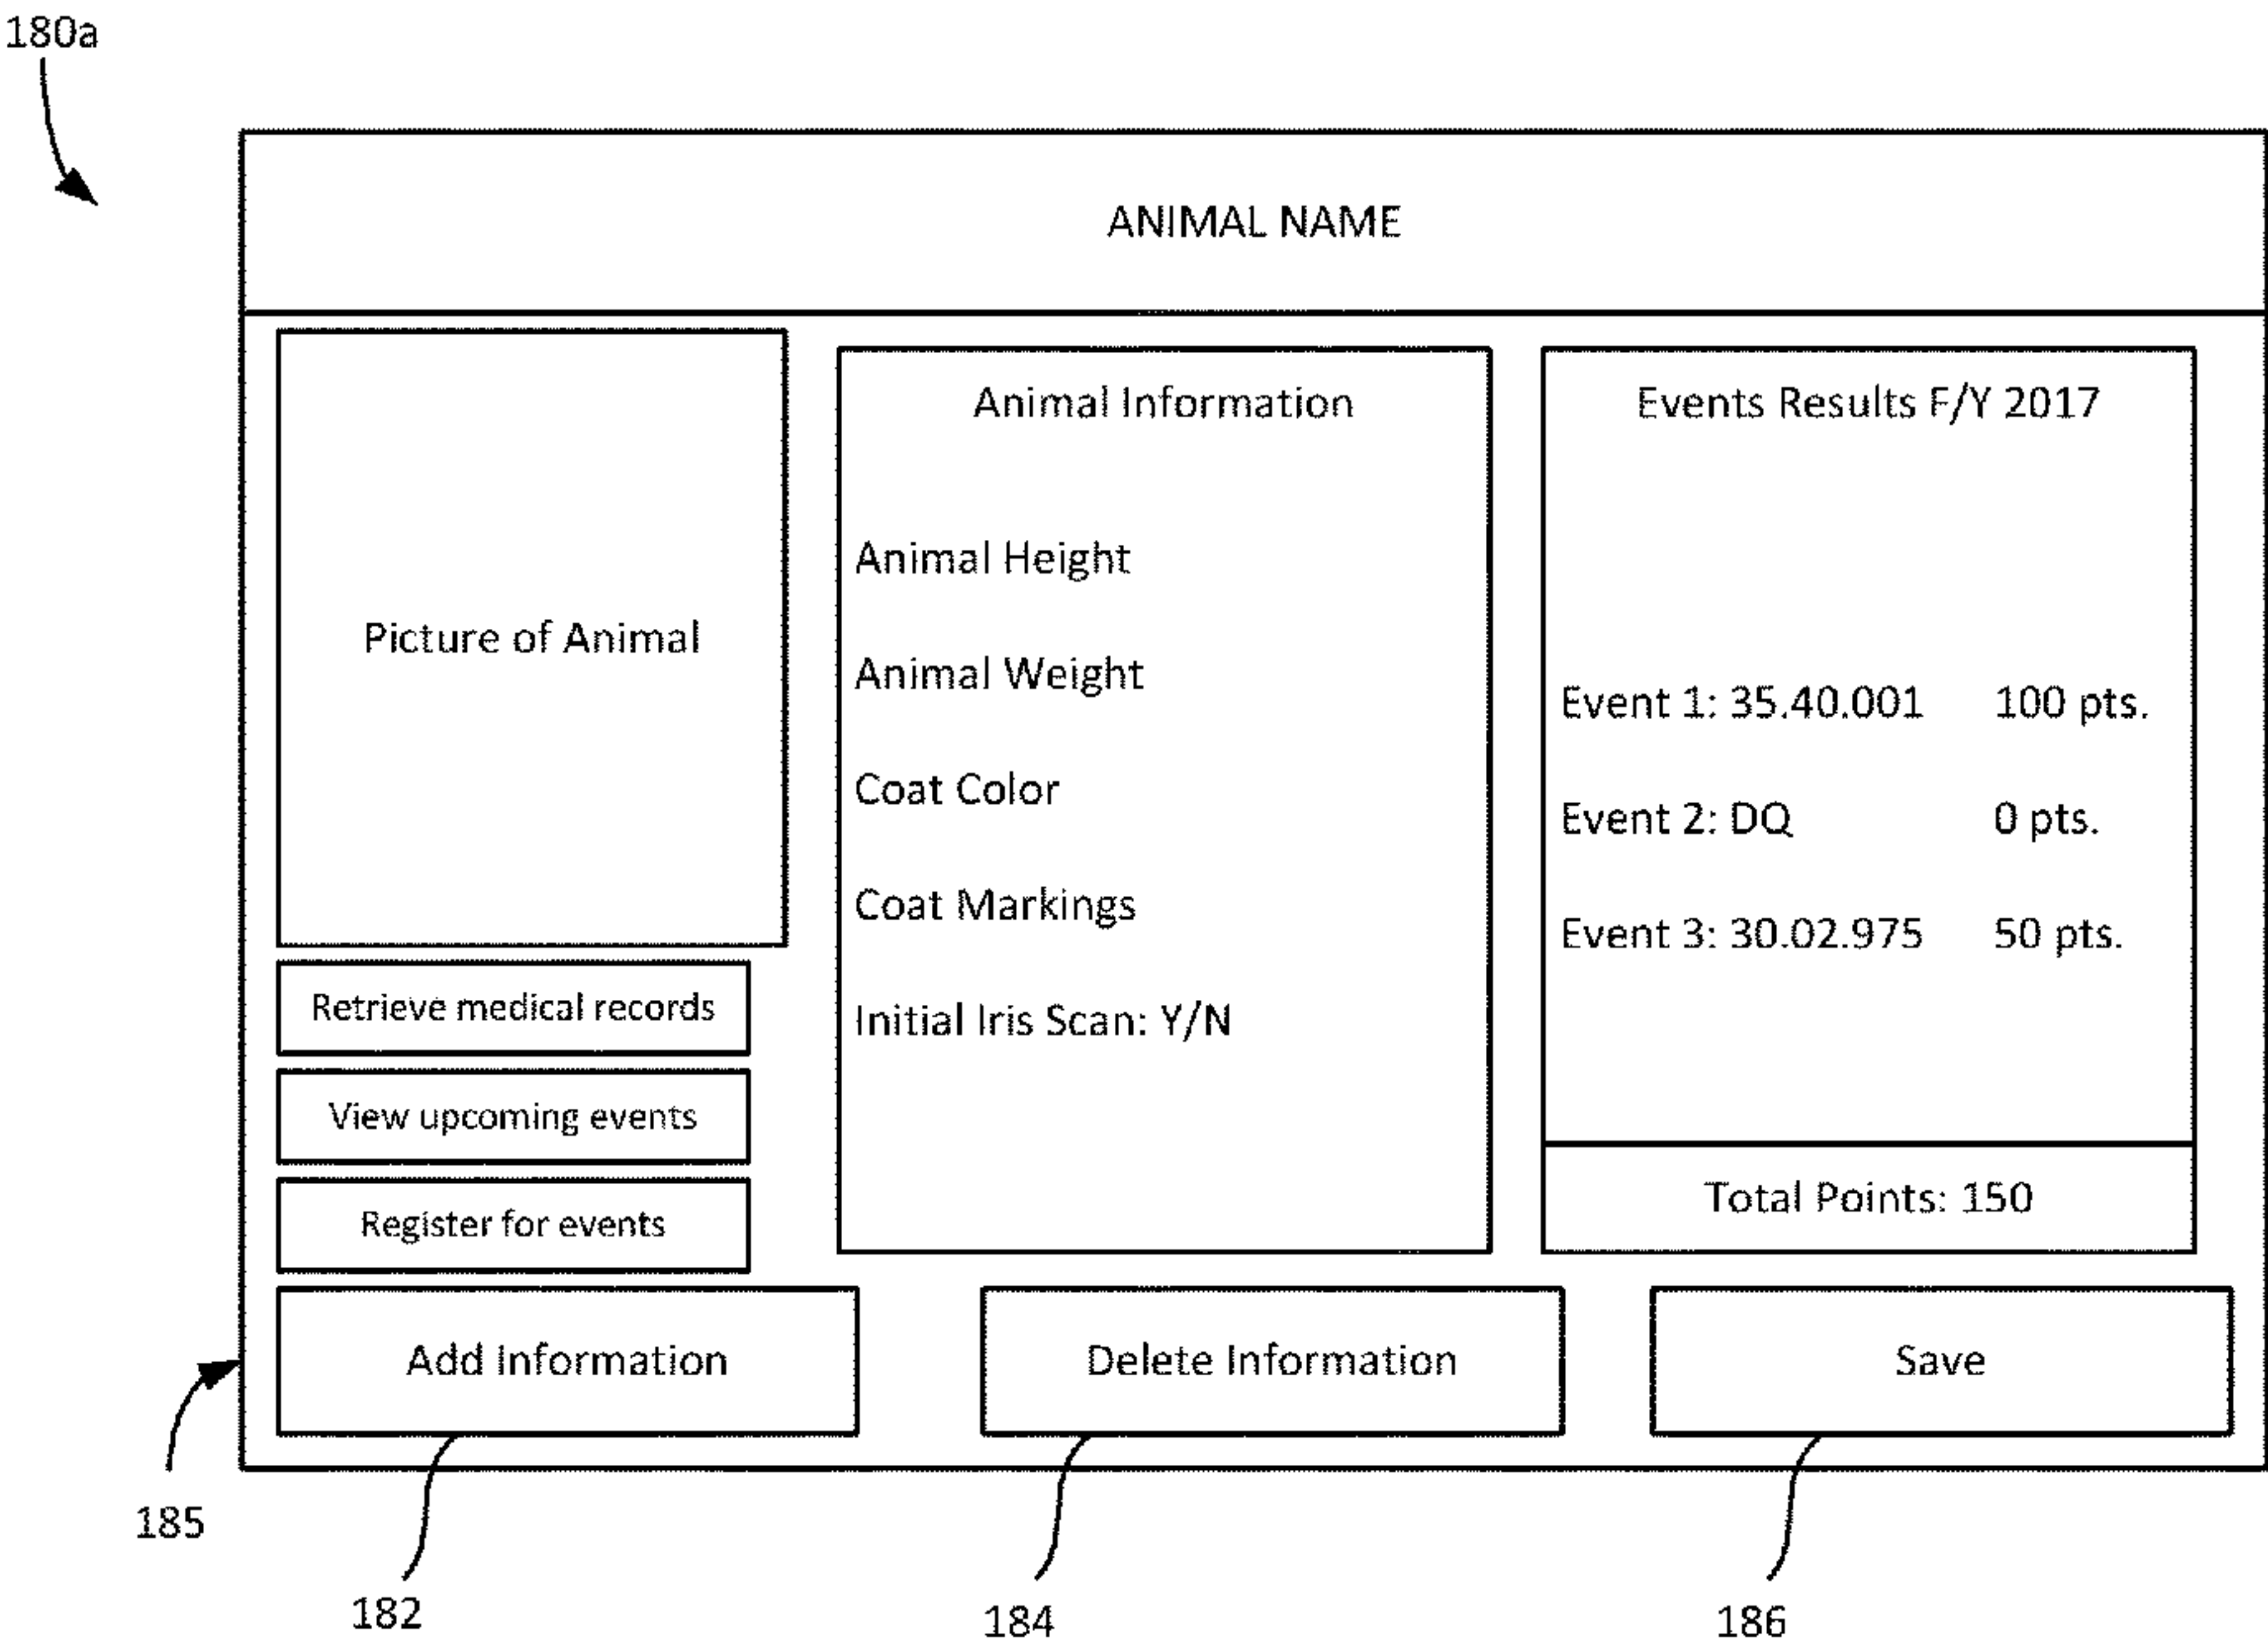 180a
ANIMAL NAME
Picture of Animal
Retrieve medical records
View upcoming events
Register for events
Animal Information
Animal Height
Animal Weight
Coat Color
Coat Markings
Initial Iris Scan: Y/N
Events Results F/Y 2017
Event 1: 35.40.001 100 pts.
Event 2: DQ 0 pts.
Event 3: 30.02.975 50 pts.
Total Points: 150
Add Information
Delete Information
Save
185
182
184
186